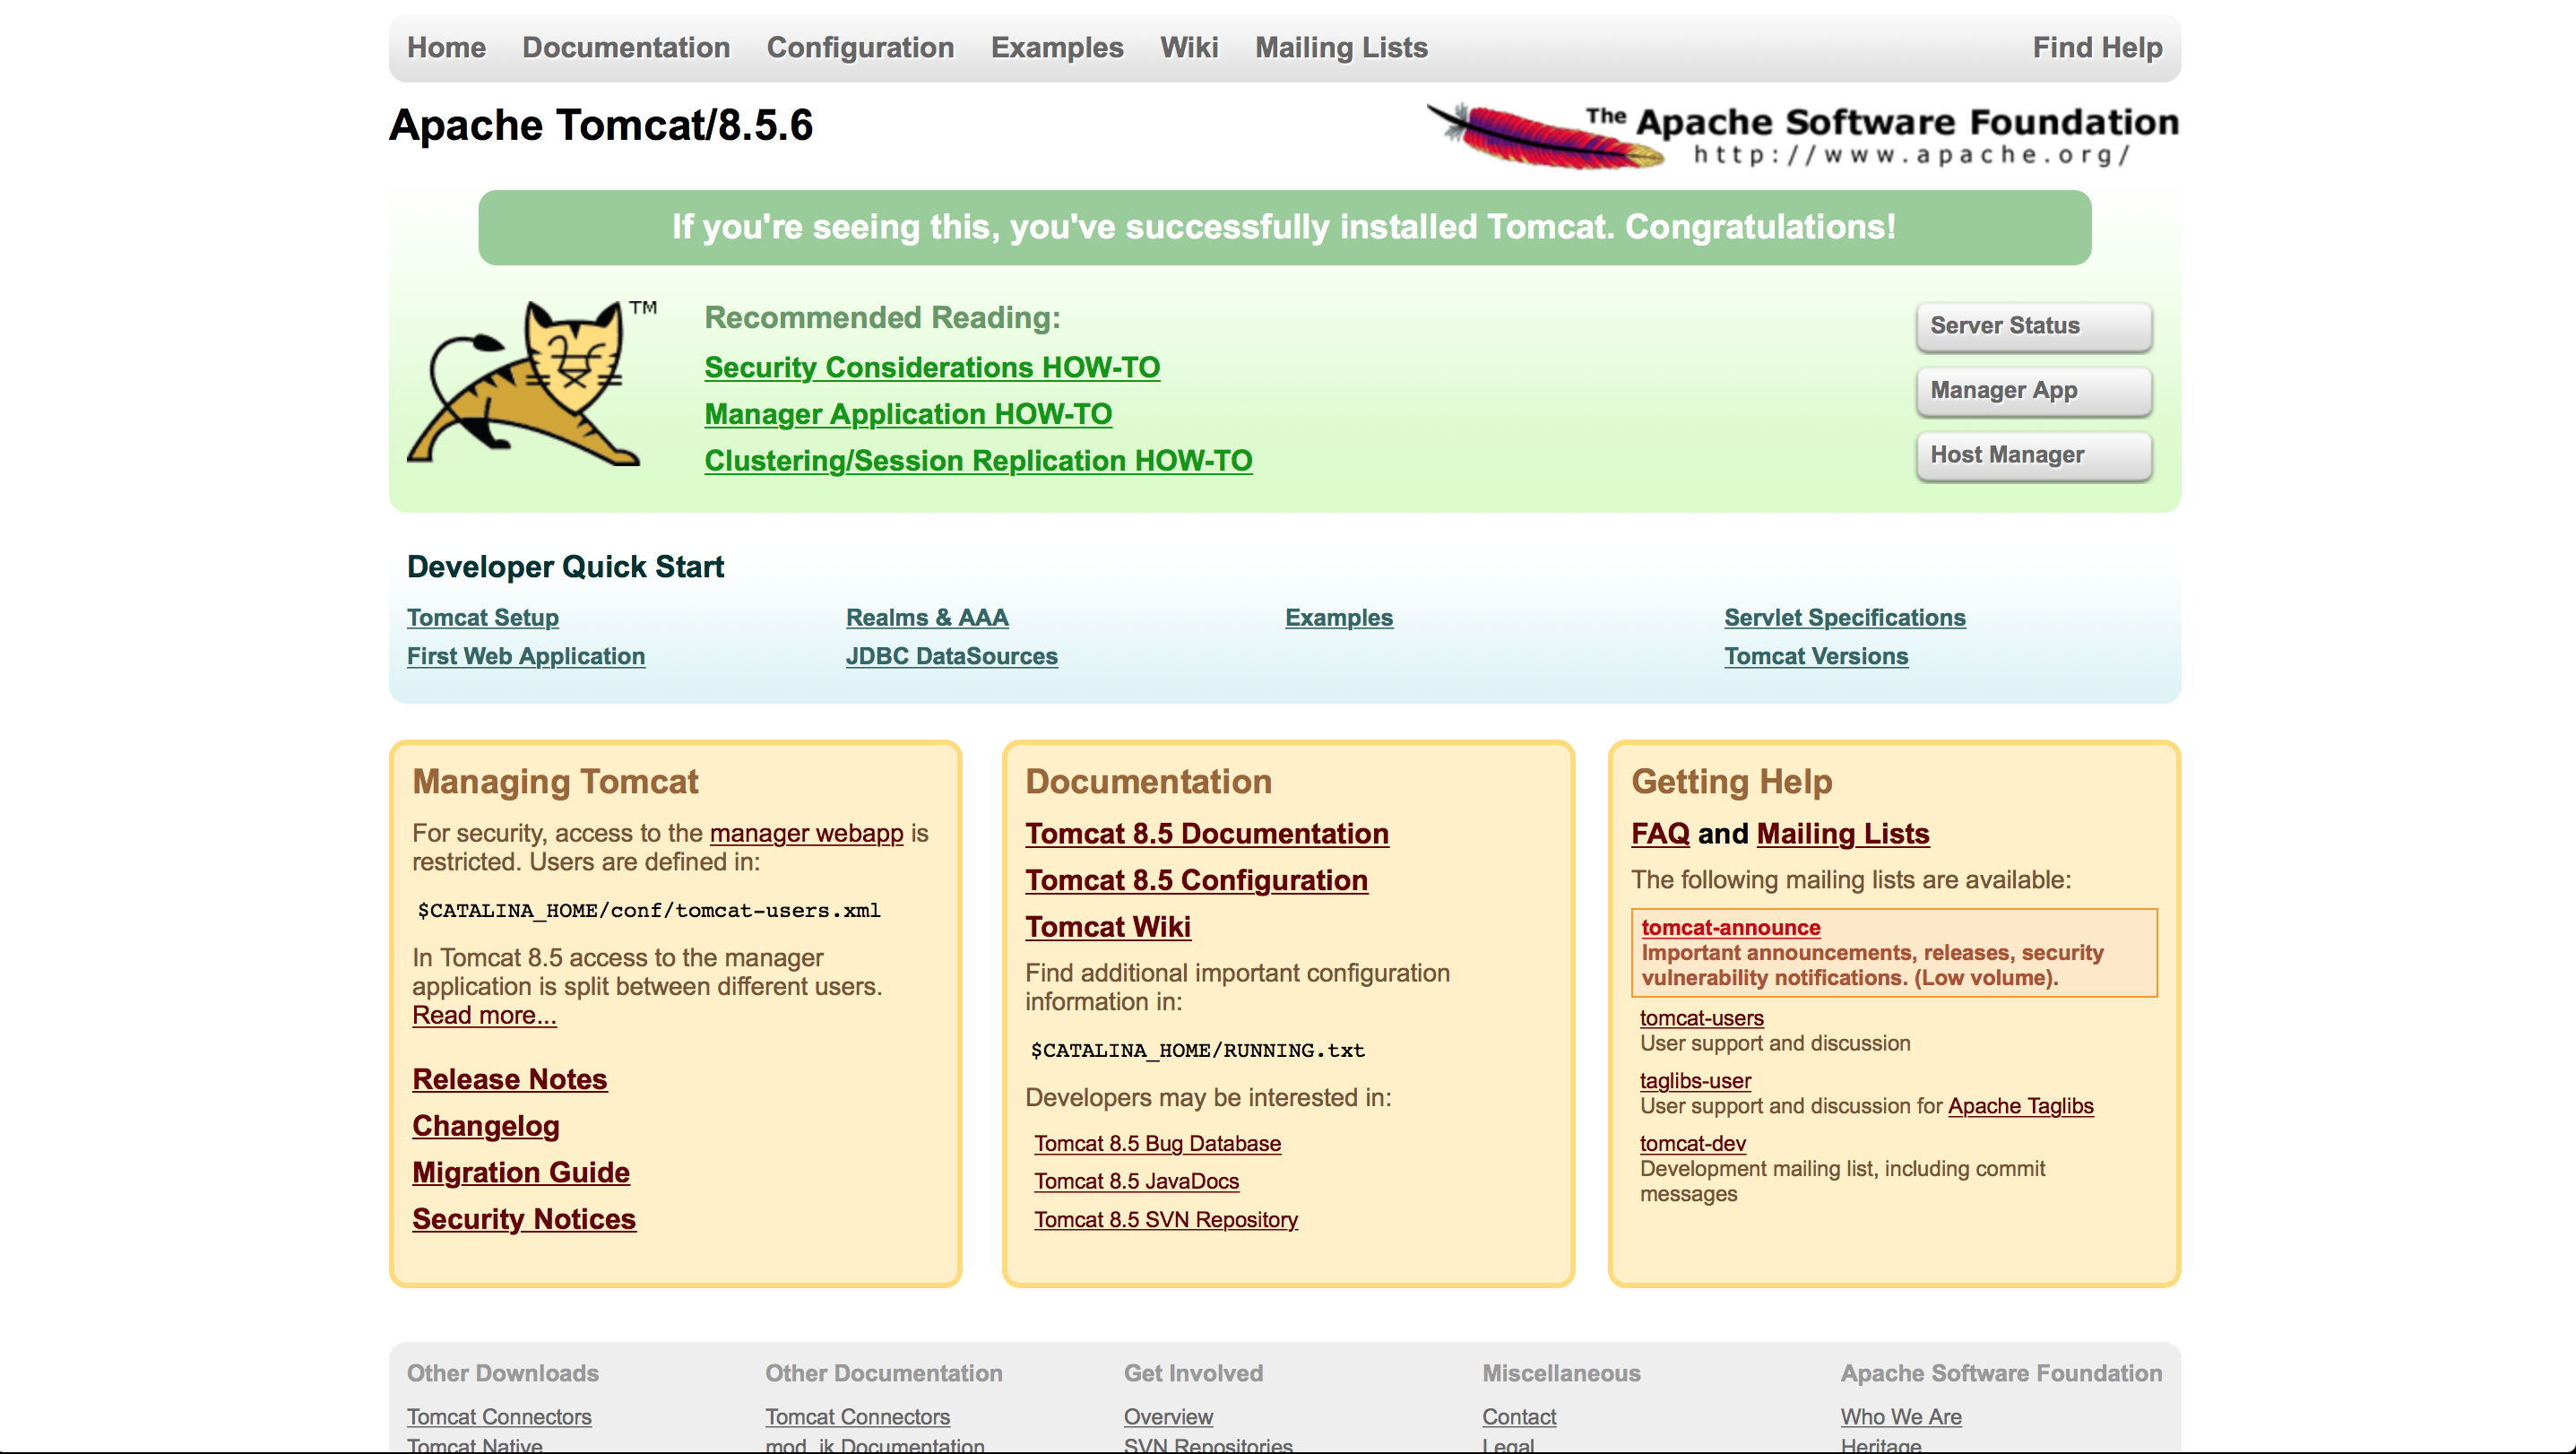 Home Documentation Configuration Examples Wiki Mailing Lists Find Help
Apache Tomcat/8.5.6
The Apache Software Foundation
http://www.apache.org/
If you're seeing this, you've successfully installed Tomcat. Congratulations!
TM
Recommended Reading:
Security Considerations HOW-TO
Manager Application HOW-TO
Clustering/Session Replication HOW-TO
Server Status
Manager App
Host Manager
Developer Quick Start
Tomcat Setup
First Web Application
Realms & AAA
JDBC DataSources
Examples
Servlet Specifications
Tomcat Versions
Managing Tomcat
For security, access to the manager webapp is
restricted. Users are defined in:
$CATALINA_HOME/conf/tomcat-users.xml
In Tomcat 8.5 access to the manager
application is split between different users.
Read more...
Release Notes
Changelog
Migration Guide
Security Notices
Documentation
Tomcat 8.5 Documentation
Tomcat 8.5 Configuration
Tomcat Wiki
Find additional important configuration
information in:
$CATALINA_HOME/RUNNING.txt
Developers may be interested in:
Tomcat 8.5 Bug Database
Tomcat 8.5 JavaDocs
Tomcat 8.5 SVN Repository
Getting Help
FAQ and Mailing Lists
The following mailing lists are available:
tomcat-announce
Important announcements, releases, security
vulnerability notifications. (Low volume).
tomcat-users
User support and discussion
taglibs-user
User support and discussion for Apache Taglibs
tomcat-dev
Development mailing list, including commit
messages
Other Downloads
Tomcat Connectors
Tomcat Native
Other Documentation
Tomcat Connectors
mod_jk Documentation
Get Involved
Overview
SVN Repositories
Miscellaneous
Contact
Legal
Apache Software Foundation
Who We Are
Heritage